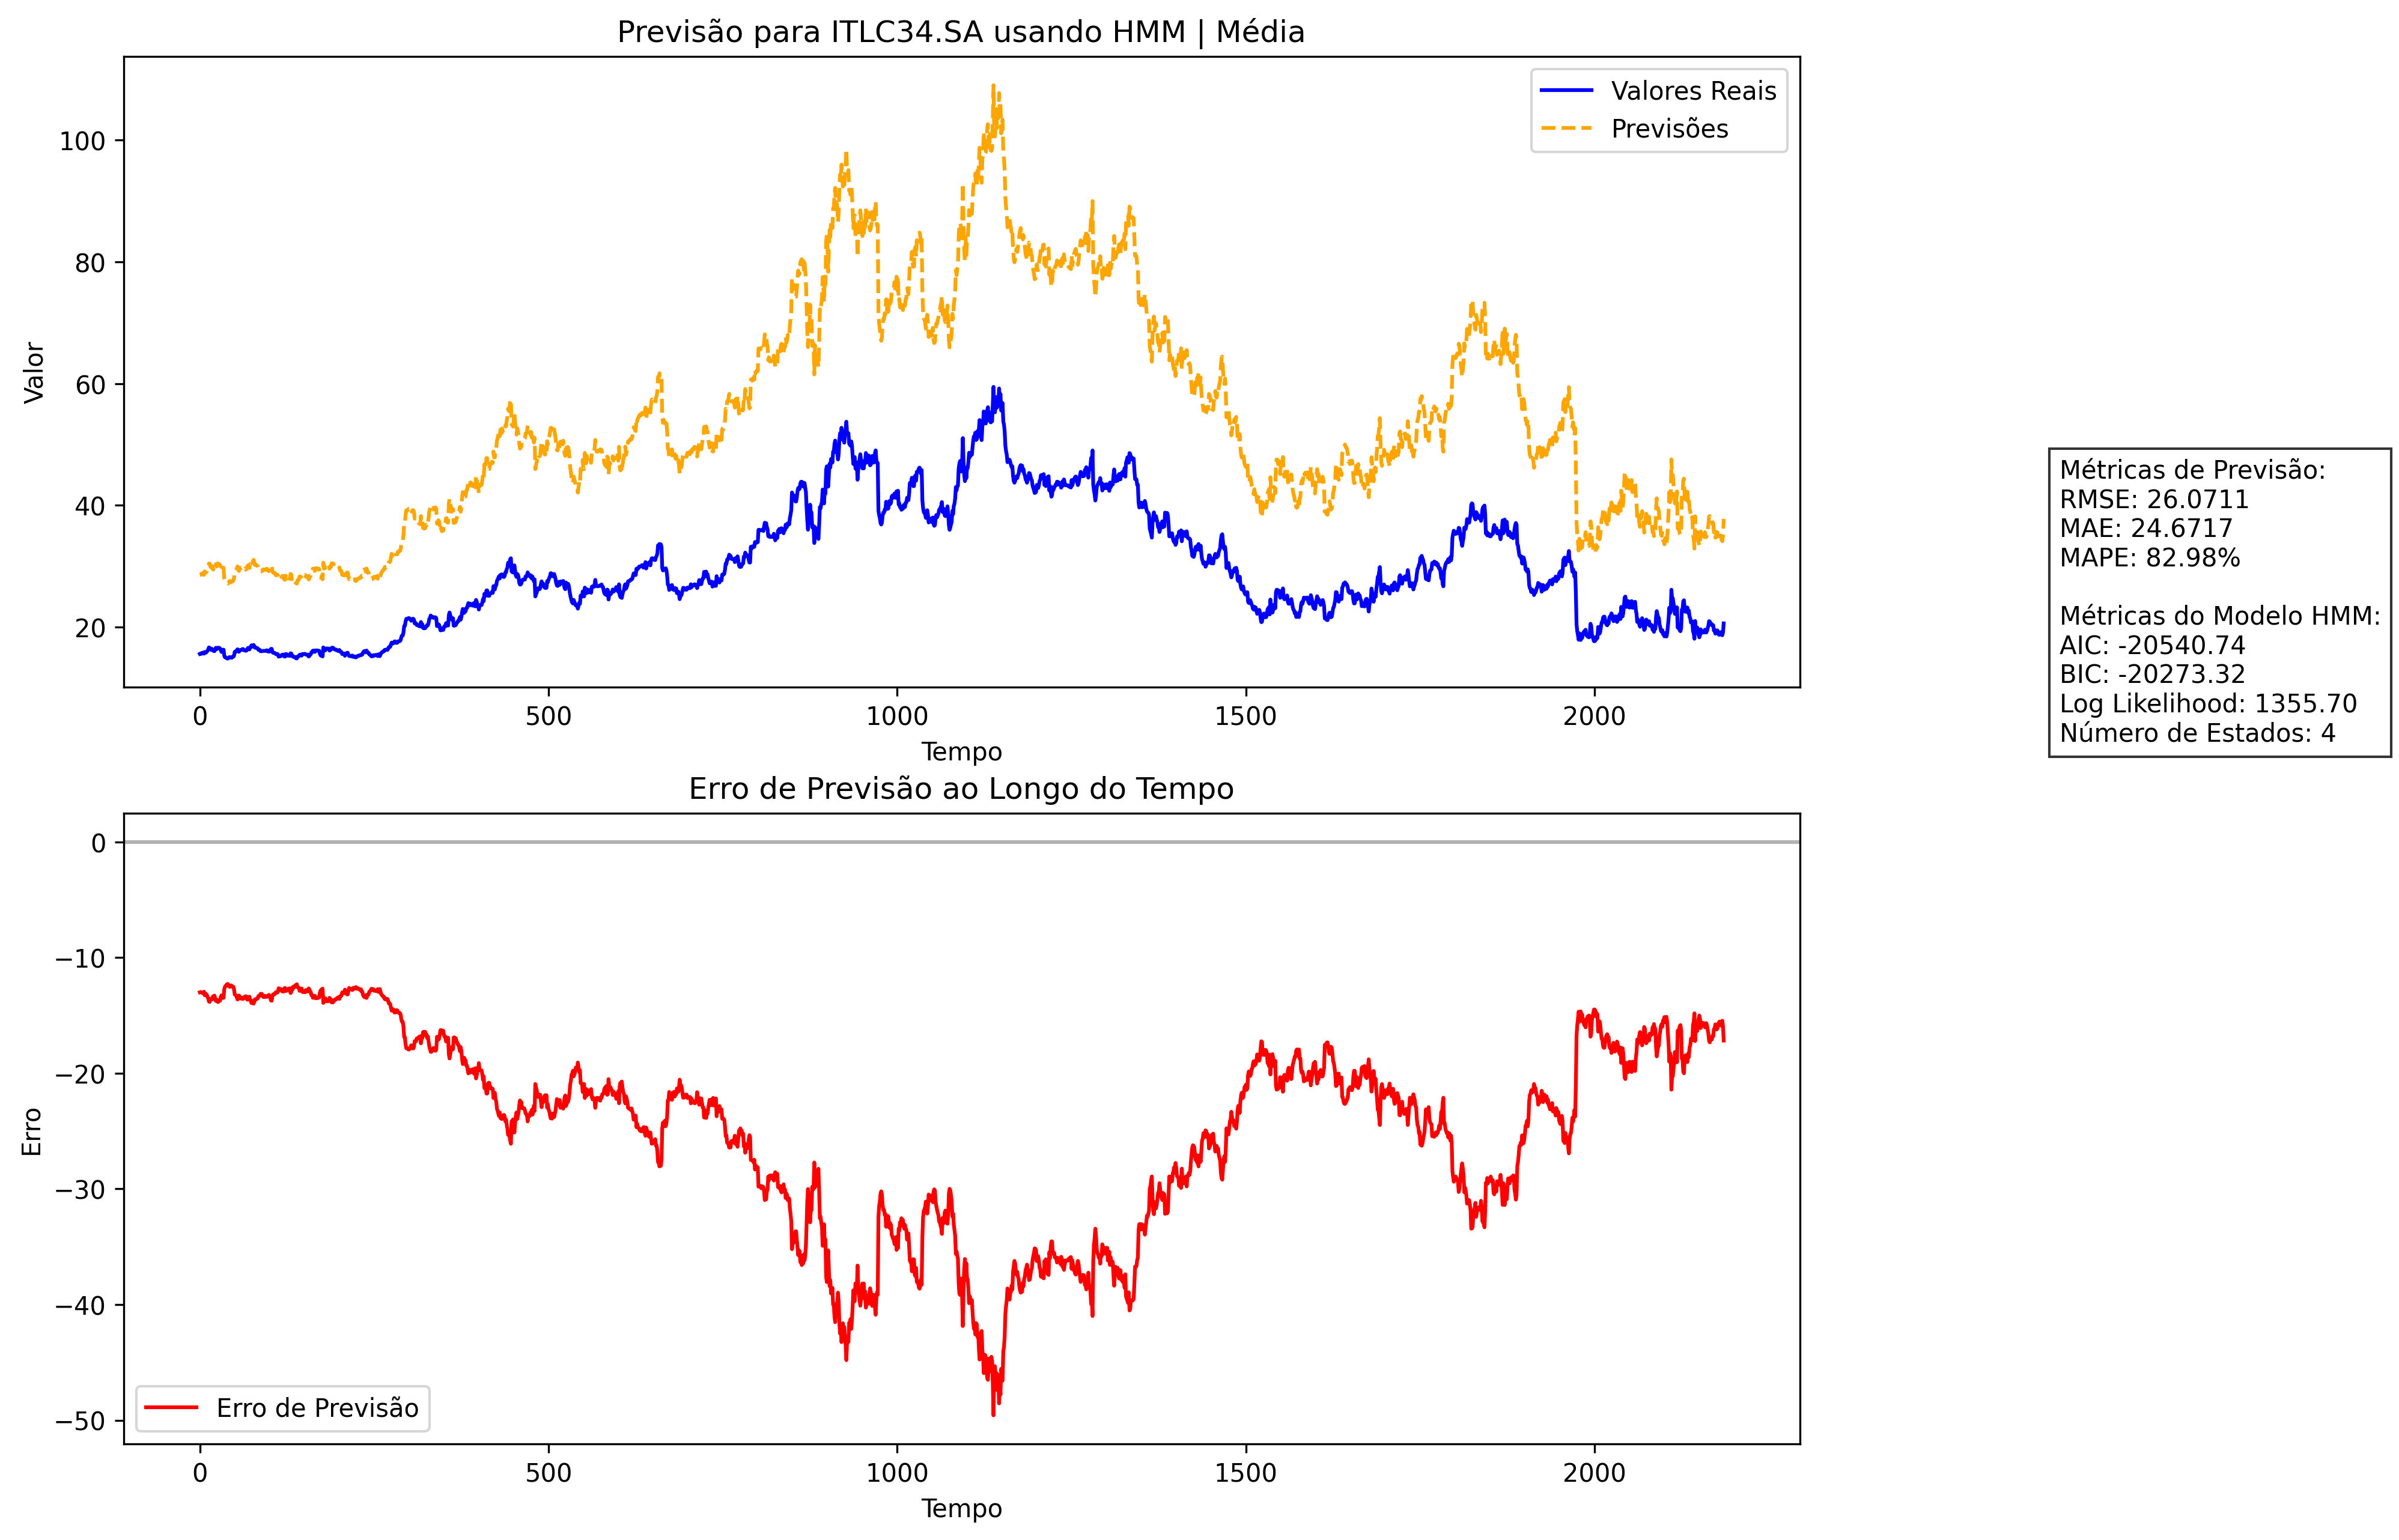 Previsão para ITLC34.SA usando HMM | Média
Valores Reais
Previsões
Valor
100
80
60
40
20
0
500
1000
1500
2000
Tempo
Métricas de Previsão:
RMSE: 26.0711
MAE: 24.6717
MAPE: 82.98%
Métricas do Modelo HMM:
AIC: -20540.74
BIC: -20273.32
Log Likelihood: 1355.70
Número de Estados: 4
Erro de Previsão ao Longo do Tempo
Erro
0
−10
−20
−30
−40
−50
Erro de Previsão
0
500
1000
1500
2000
Tempo